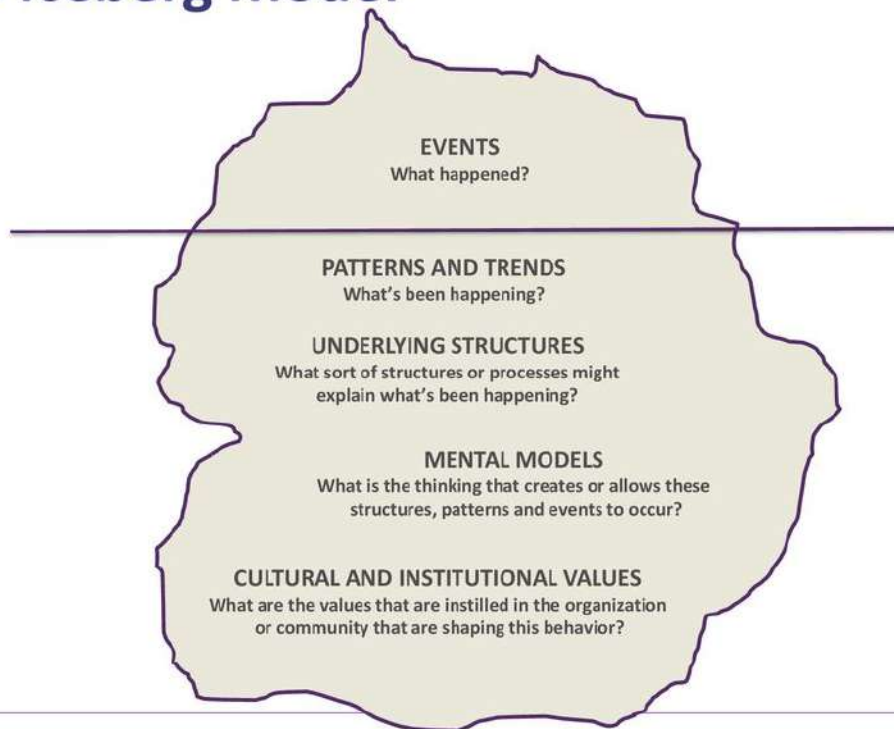 Iceberg Model
EVENTS
What happened?
PATTERNS AND TRENDS
What's been happening?
UNDERLYING STRUCTURES
What sort of structures or processes might
explain what's been happening?
MENTAL MODELS
What is the thinking that creates or allows these
structures, patterns and events to occur?
CULTURAL AND INSTITUTIONAL VALUES
What are the values that are instilled in the organization
or community that are shaping this behavior?